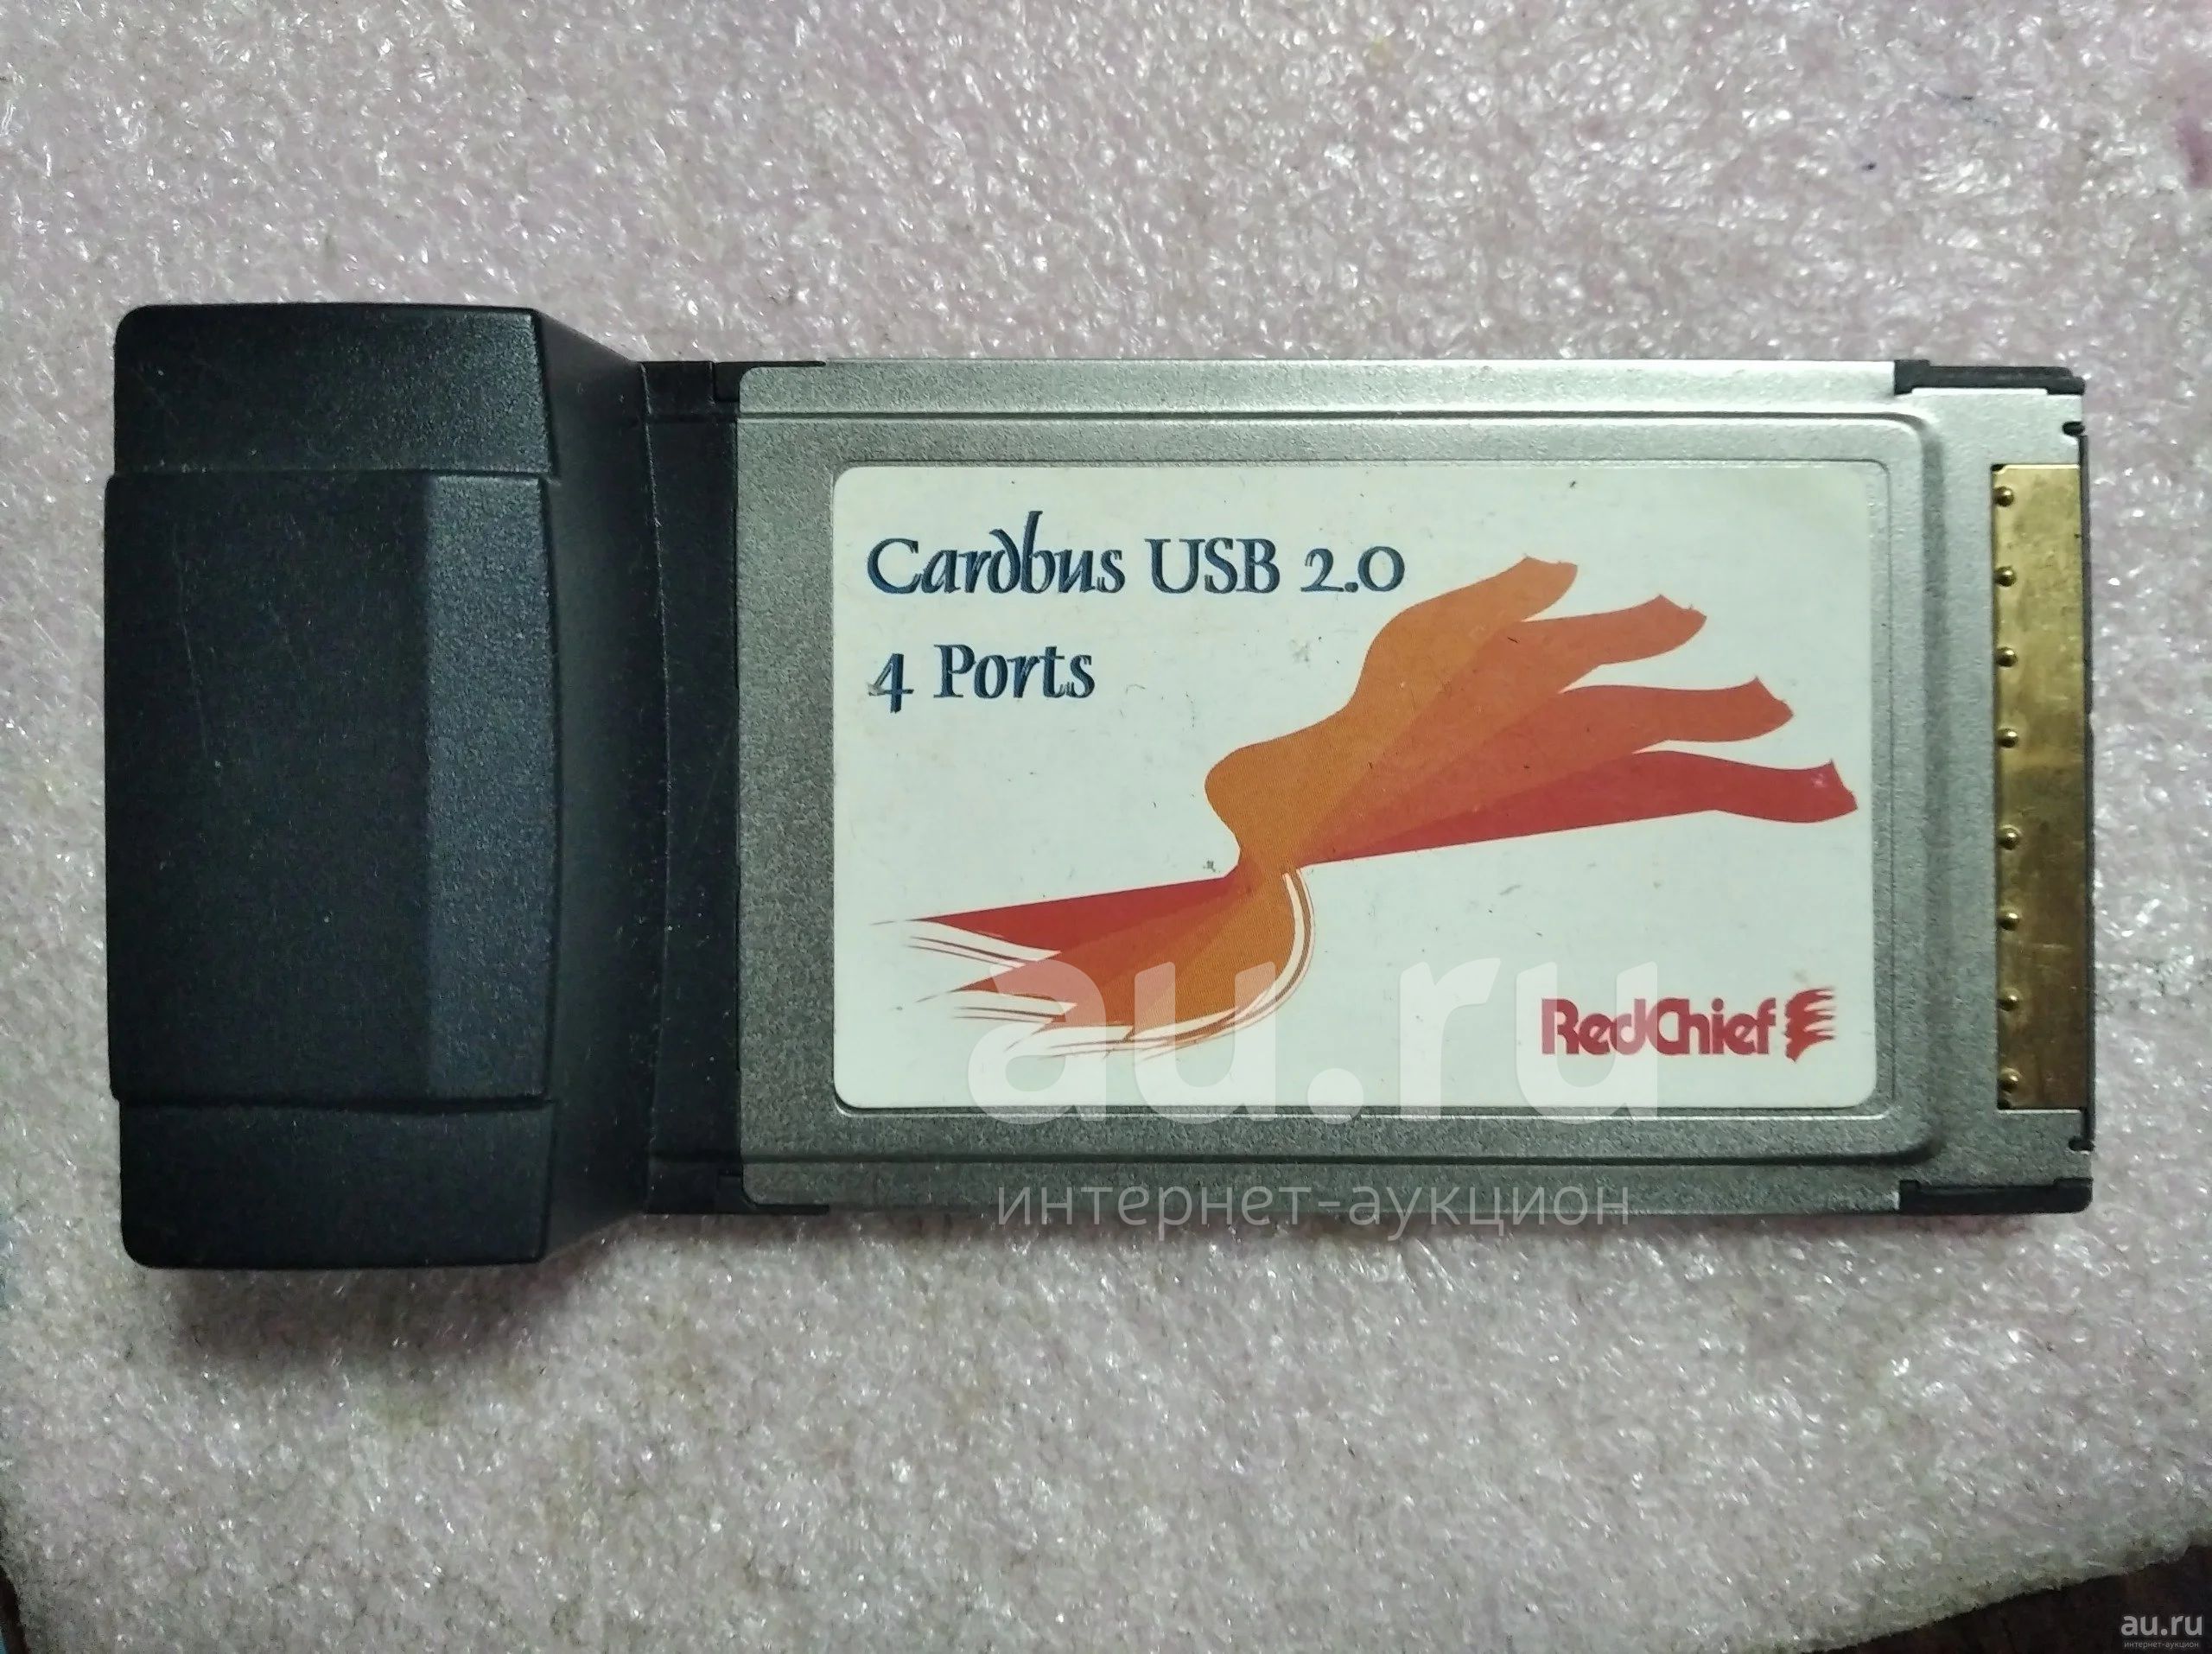 Cardbus USB 2.0
4 Ports
RedChief
au.ru
интернет-аукцион
au.ru
интернет-аукцион